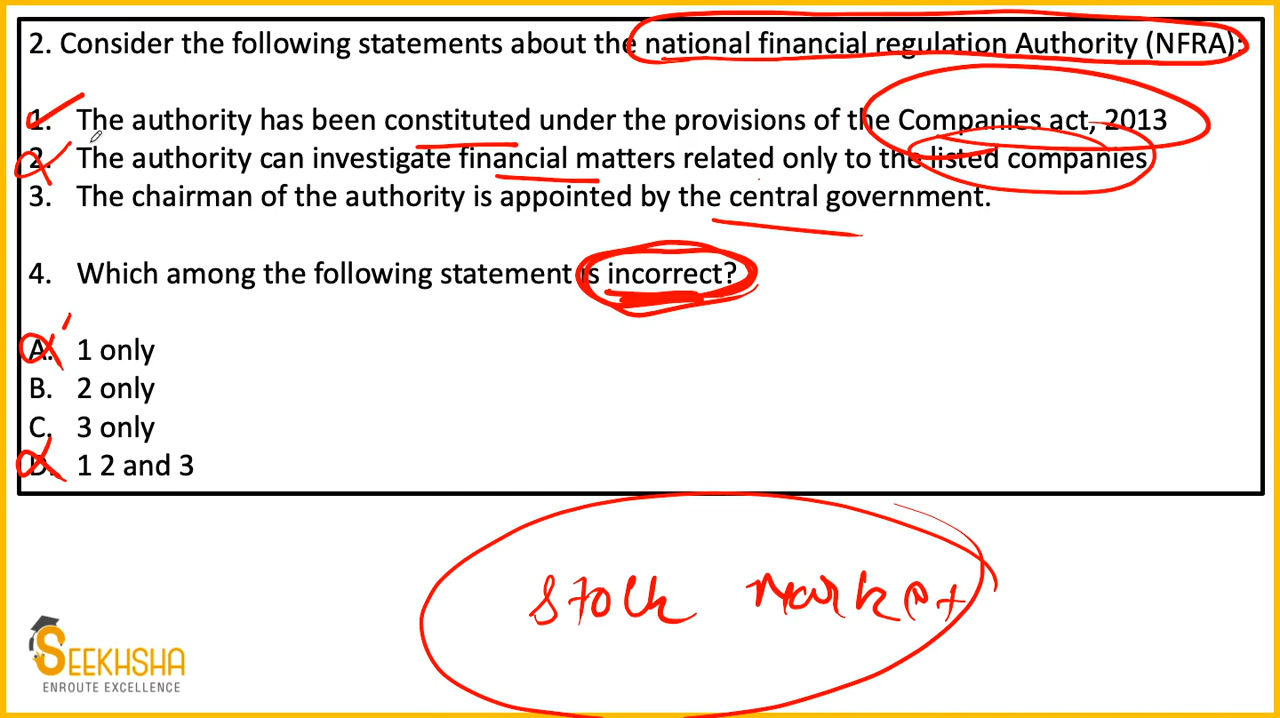 2. Consider the following statements about the national financial regulation Authority (NFRA):
1. The authority has been constituted under the provisions of the Companies act, 2013
2. The authority can investigate financial matters related only to the listed companies
3. The chairman of the authority is appointed by the central government.
4. Which among the following statement is incorrect?
A. 1 only
B. 2 only
C. 3 only
D. 1 2 and 3
Stock Market
SEEKHSHA
ENROUTE EXCELLENCE